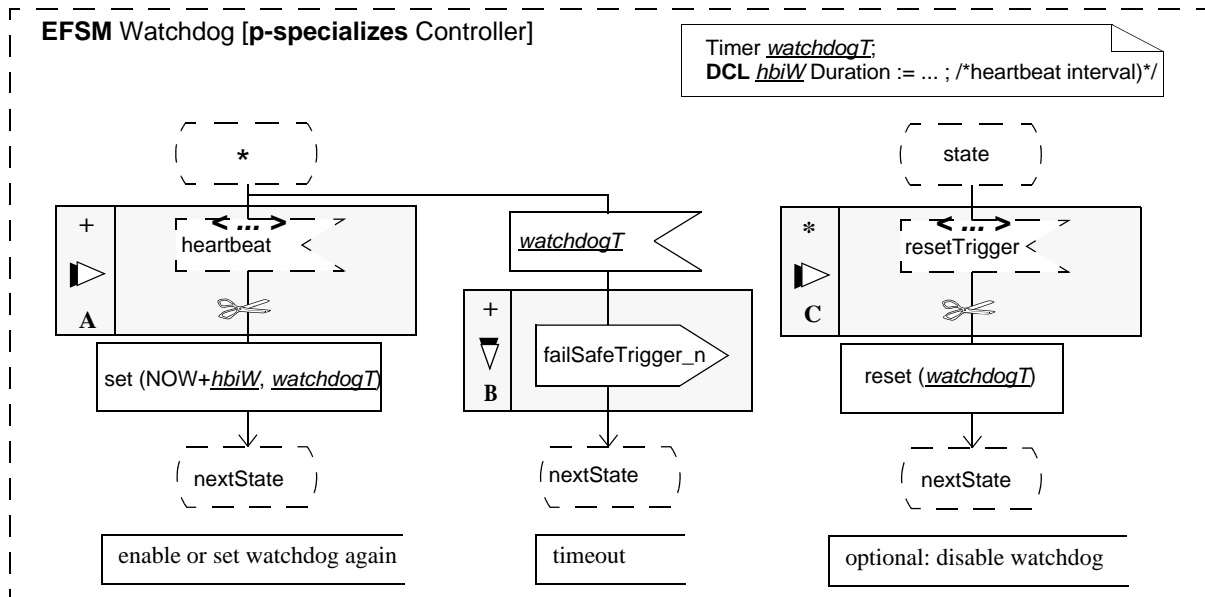 EFSM Watchdog [p-specializes Controller]
Timer watchdogT;
DCL hbiW Duration := ... ; /*heartbeat interval)*/
*
state
+
< ... >
heartbeat
A
watchdogT
*
< ... >
resetTrigger
C
+
failSafeTrigger_n
B
set (NOW+hbiW, watchdogT)
reset (watchdogT)
nextState
nextState
nextState
enable or set watchdog again
timeout
optional: disable watchdog